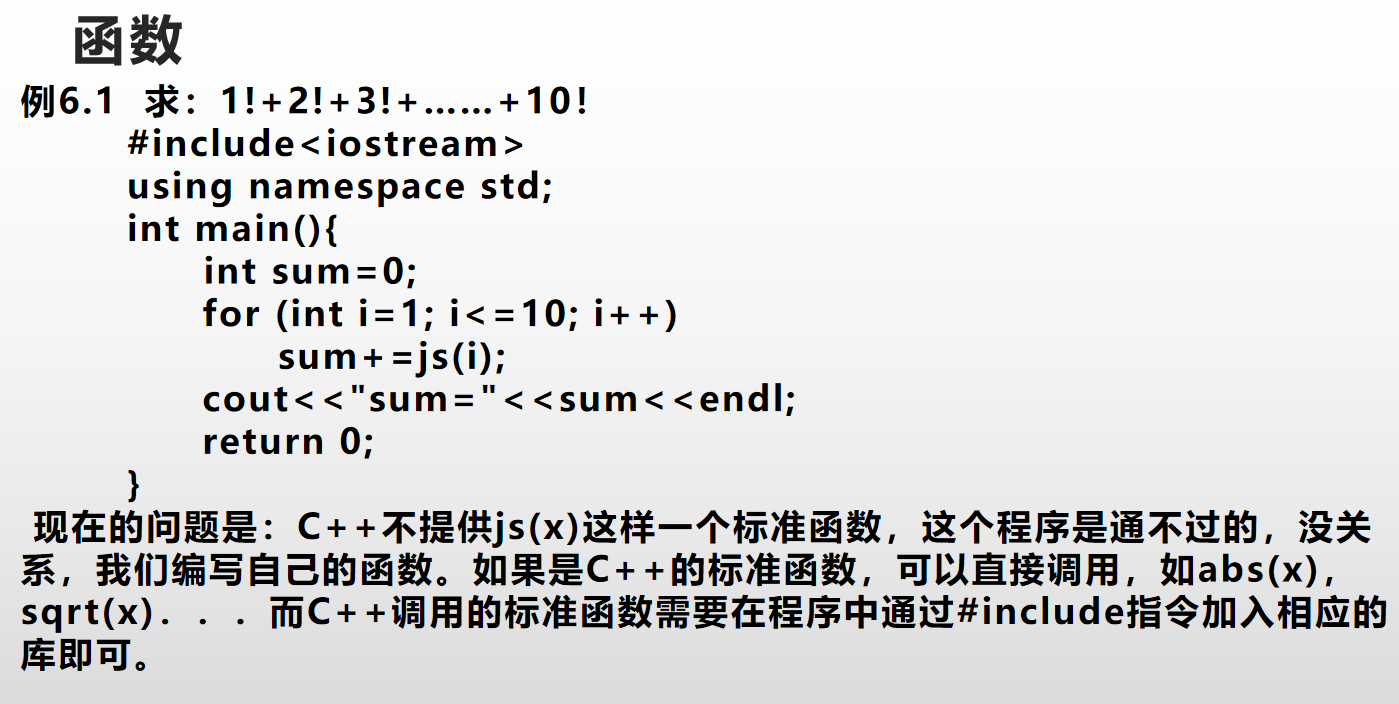 函数
例6.1 求：1!+2!+3!+……+10!
#include<iostream>
using namespace std;
int main(){
int sum=0;
for (int i=1; i<=10; i++)
sum+=js(i);
cout<<"sum="<<sum<<endl;
return 0;
}
现在的问题是：C++不提供js(x)这样一个标准函数，这个程序是通不过的，没关
系，我们编写自己的函数。如果是C++的标准函数，可以直接调用，如abs(x)，
sqrt(x)．．．而C++调用的标准函数需要在程序中通过#include指令加入相应的
库即可。